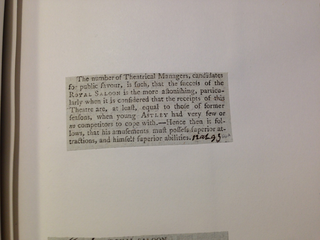 The number of Theatrical Managers, candidates
for public favour, is such, that the success of the
ROYAL SALOON is the more astonishing, particu-
larly when it is considered that the receipts of this
Theatre are, at least, equal to those of former
seasons, when young ASTLEY had very few or
no competitors to cope with.—Hence then it fol-
lows, that his amusements must possess superior at-
tractions, and himself superior abilities.
ROYAL SALOON